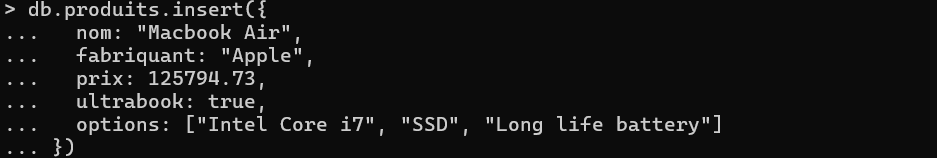 > db.produits.insert({
...   nom: "Macbook Air",
...   fabriquant: "Apple",
...   prix: 125794.73,
...   ultrabook: true,
...   options: ["Intel Core i7", "SSD", "Long life battery"]
... })